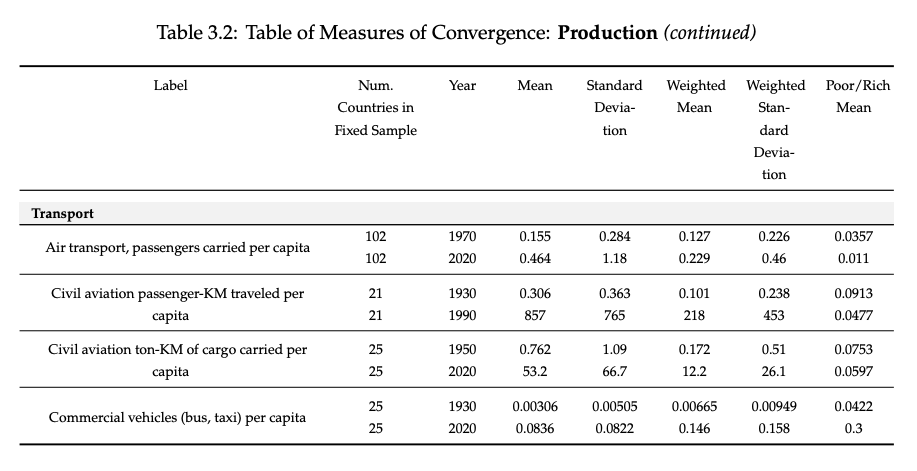 Table 3.2: Table of Measures of Convergence: Production (continued)
Label Num. Year Mean Standard Weighted Weighted Poor/Rich
Countries in Devia- Mean Stan- Mean
Fixed Sample tion dard
Devia-
tion
Transport
Air transport, passengers carried per capita 102 1970 0.155 0.284 0.127 0.226 0.0357
102 2020 0.464 1.18 0.229 0.46 0.011
Civil aviation passenger-KM traveled per 21 1930 0.306 0.363 0.101 0.238 0.0913
capita 21 1990 857 765 218 453 0.0477
Civil aviation ton-KM of cargo carried per 25 1950 0.762 1.09 0.172 0.51 0.0753
capita 25 2020 53.2 66.7 12.2 26.1 0.0597
Commercial vehicles (bus, taxi) per capita 25 1930 0.00306 0.00505 0.00665 0.00949 0.0422
25 2020 0.0836 0.0822 0.146 0.158 0.3